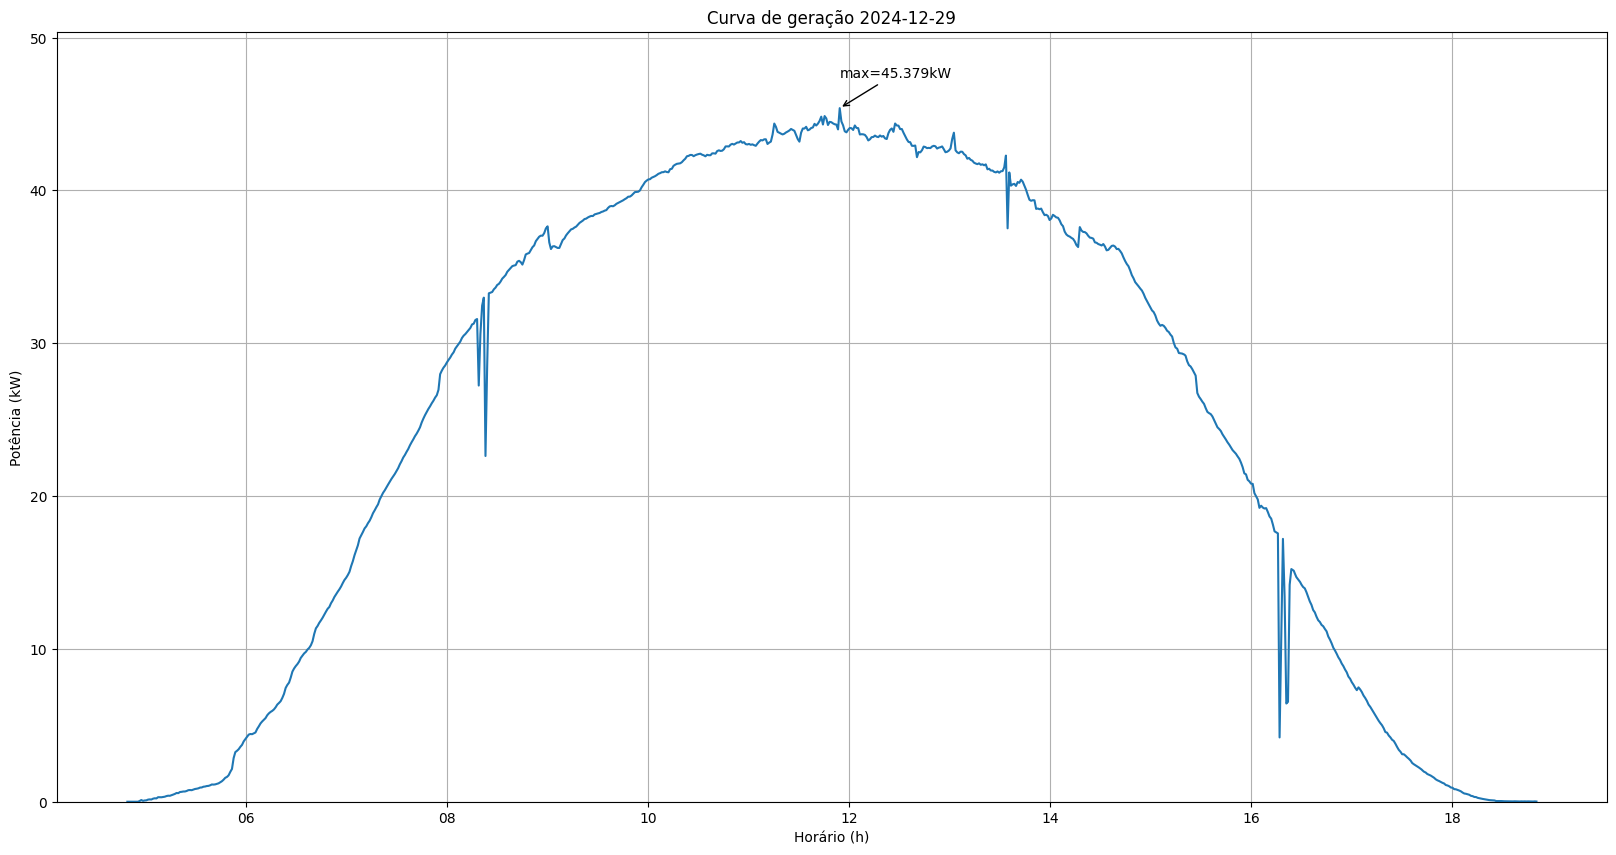 Curva de geração 2024-12-29
max=45.379kW
50
40
30
20
10
0
Potência (kW)
06 08 10 12 14 16 18
Horário (h)